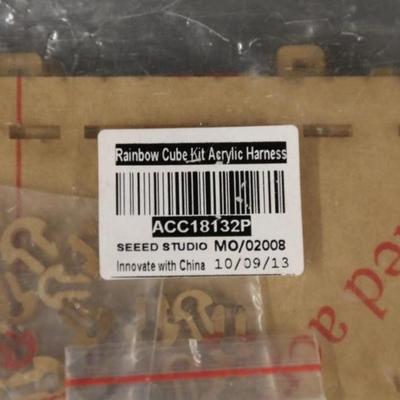 Rainbow Cube Kit Acrylic Harness
ACC18132P
SEEED STUDIO MO/02008
Innovate with China 10/09/13